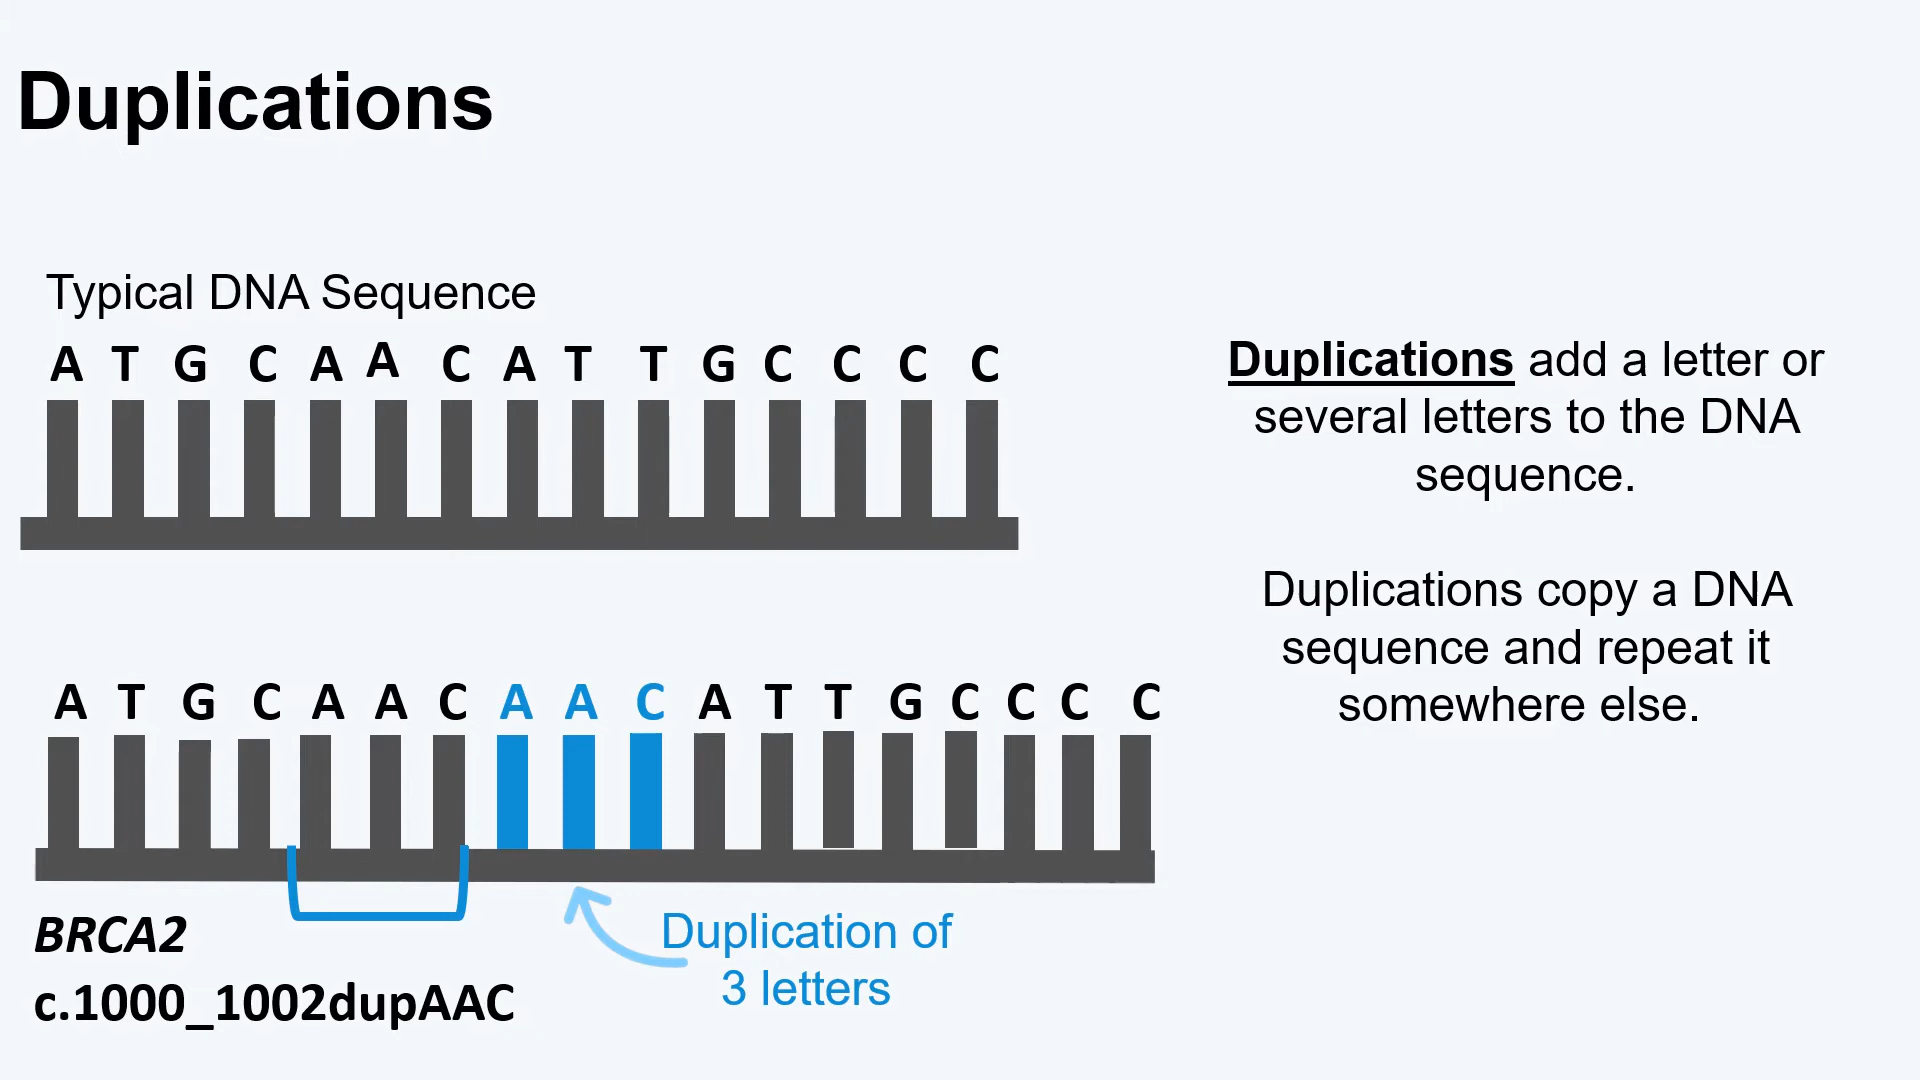 Duplications
Typical DNA Sequence
A T G C A A C A T T G C C C C
Duplications add a letter or
several letters to the DNA
sequence.
Duplications copy a DNA
sequence and repeat it
somewhere else.
A T G C A A C A A C A T T G C C C C
BRCA2
c.1000_1002dupAAC
Duplication of
3 letters